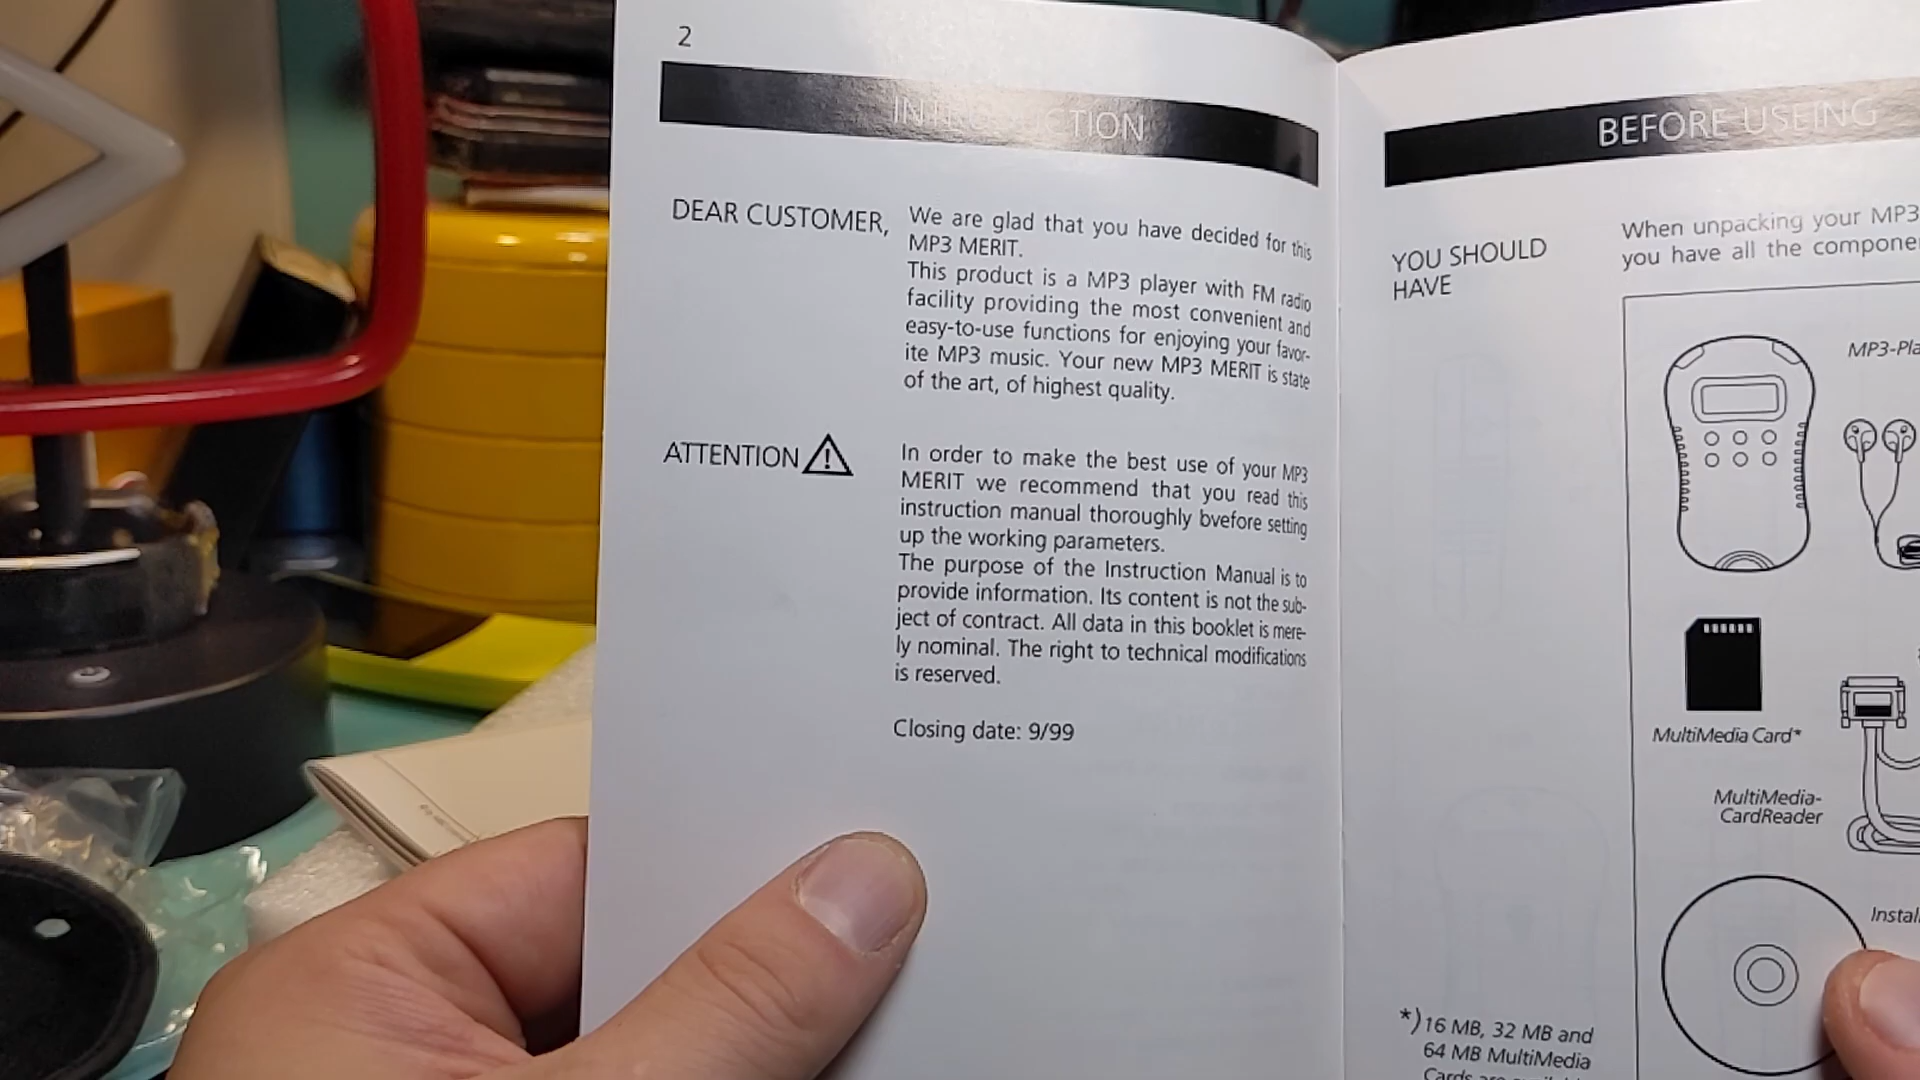 2
INTRODUCTION
DEAR CUSTOMER,
We are glad that you have decided for this
MP3 MERIT.
This product is a MP3 player with FM radio
facility providing the most convenient and
easy-to-use functions for enjoying your favor-
ite MP3 music. Your new MP3 MERIT is state
of the art, of highest quality.
ATTENTION
In order to make the best use of your MP3
MERIT we recommend that you read this
instruction manual thoroughly bvefore setting
up the working parameters.
The purpose of the Instruction Manual is to
provide information. Its content is not the sub-
ject of contract. All data in this booklet is mere-
ly nominal. The right to technical modifications
is reserved.
Closing date: 9/99
BEFORE USEING
YOU SHOULD
HAVE
When unpacking your MP3
you have all the compone
MP3-Pla
MultiMedia Card*
MultiMedia-
CardReader
Instal
*) 16 MB, 32 MB and
64 MB MultiMedia
Cards are